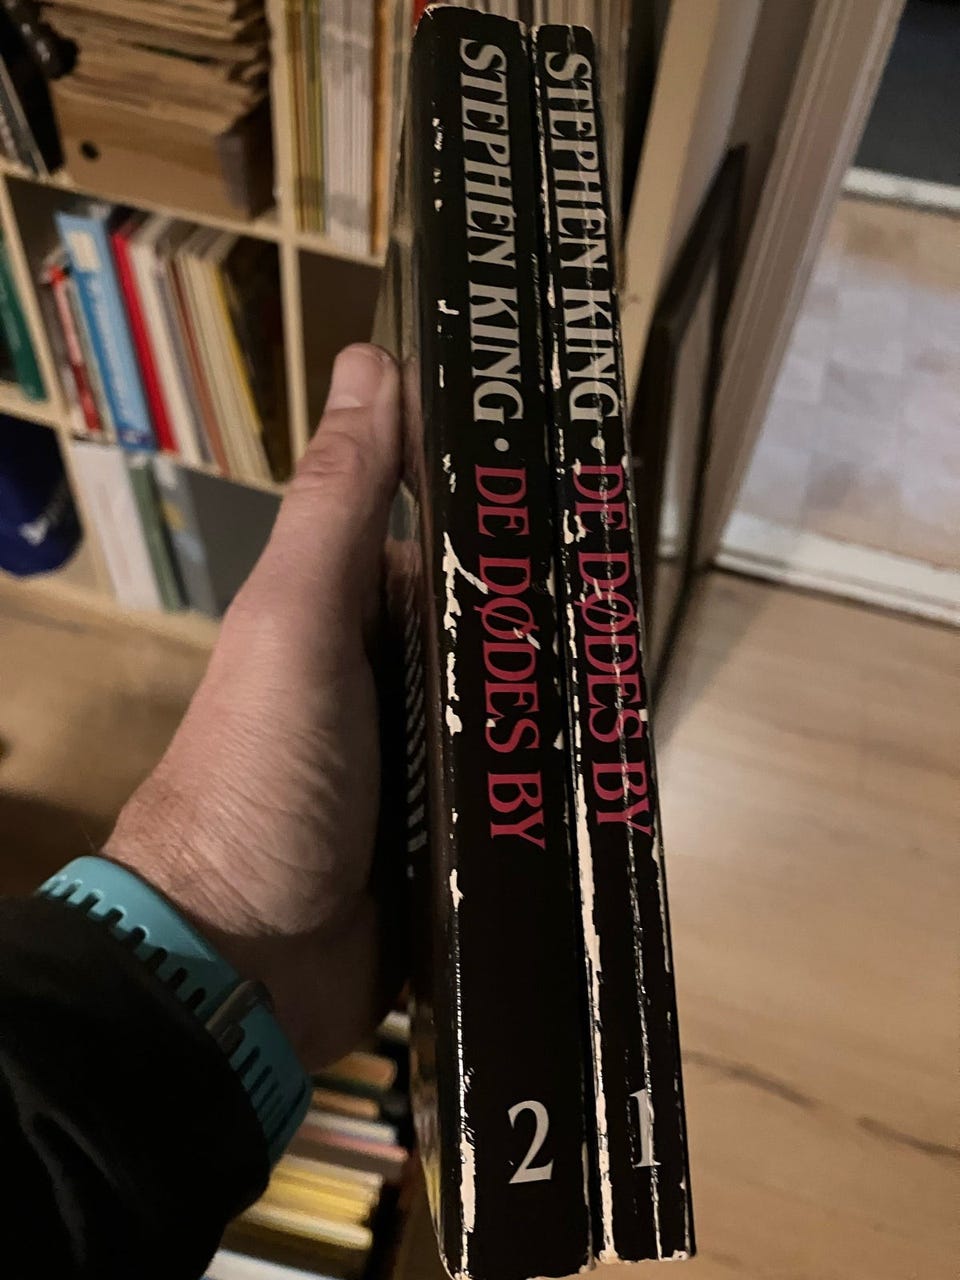 STEPHEN KING · DE DØDES BY
2
STEPHEN KING · DE DØDES BY
1